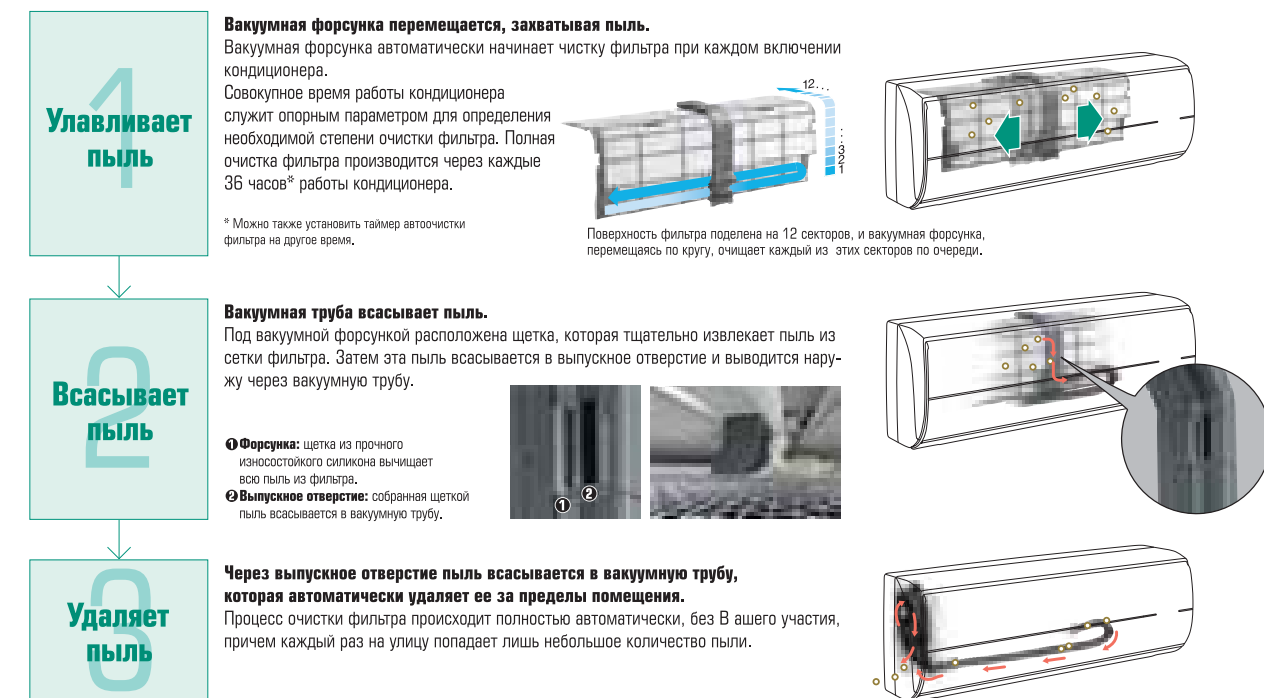 1
Улавливает
пыль
Вакуумная форсунка перемещается, захватывая пыль.
Вакуумная форсунка автоматически начинает чистку фильтра при каждом включении
кондиционера.
Совокупное время работы кондиционера
служит опорным параметром для определения
необходимой степени очистки фильтра. Полная
очистка фильтра производится через каждые
36 часов* работы кондиционера.
* Можно также установить таймер автоочистки
фильтра на другое время.
12...
:
3
2
1
Поверхность фильтра поделена на 12 секторов, и вакуумная форсунка,
перемещаясь по кругу, очищает каждый из этих секторов по очереди.
2
Всасывает
пыль
Вакуумная труба всасывает пыль.
Под вакуумной форсункой расположена щетка, которая тщательно извлекает пыль из
сетки фильтра. Затем эта пыль всасывается в выпускное отверстие и выводится нару-
жу через вакуумную трубу.
❶ Форсунка: щетка из прочного
износостойкого силикона вычищает
всю пыль из фильтра.
❷ Выпускное отверстие: собранная щеткой
пыль всасывается в вакуумную трубу.
❶ ❷
3
Удаляет
пыль
Через выпускное отверстие пыль всасывается в вакуумную трубу,
которая автоматически удаляет ее за пределы помещения.
Процесс очистки фильтра происходит полностью автоматически, без В ашего участия,
причем каждый раз на улицу попадает лишь небольшое количество пыли.